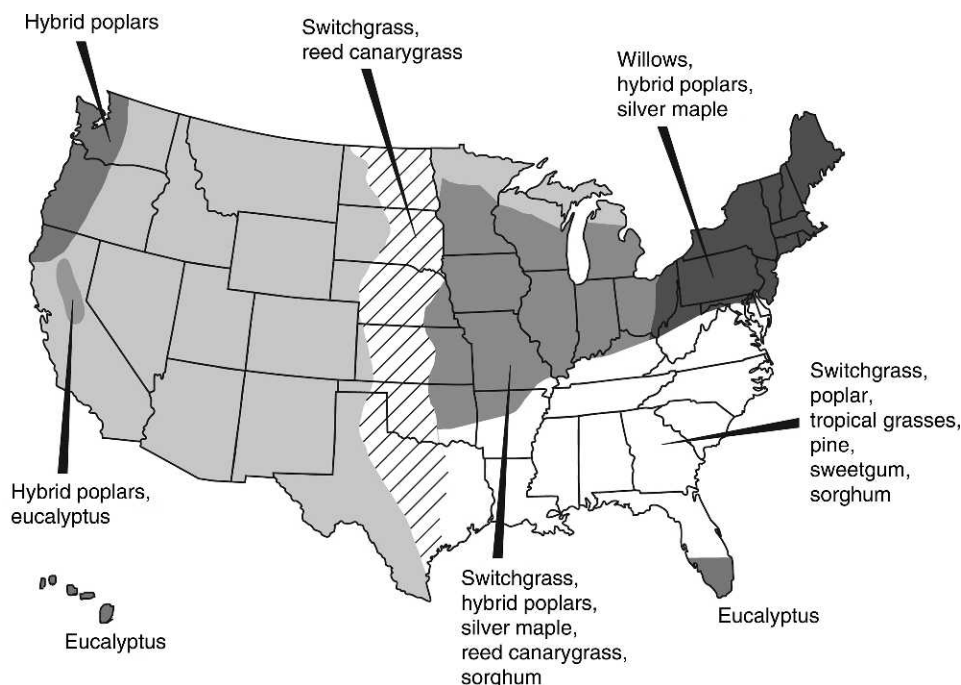 Hybrid poplars
Switchgrass,
reed canarygrass
Willows,
hybrid poplars,
silver maple
Switchgrass,
poplar,
tropical grasses,
pine,
sweetgum,
sorghum
Hybrid poplars,
eucalyptus
Eucalyptus
Switchgrass,
hybrid poplars,
silver maple,
reed canarygrass,
sorghum
Eucalyptus